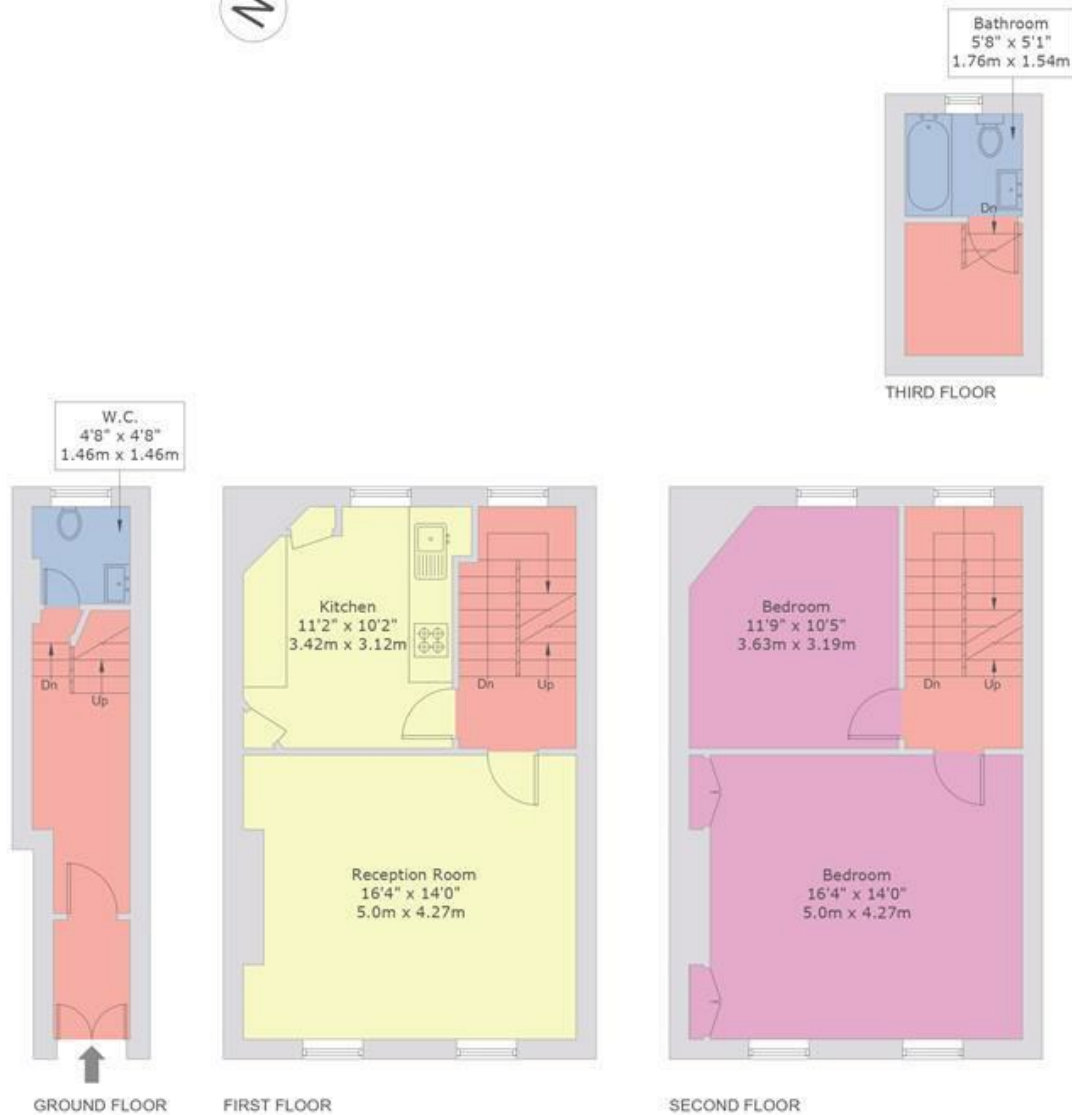 N
Bathroom
5'8" x 5'1"
1.76m x 1.54m
Dn
THIRD FLOOR
W.C.
4'8" x 4'8"
1.46m x 1.46m
Dn
Up
GROUND FLOOR
Kitchen
11'2" x 10'2"
3.42m x 3.12m
Dn
Up
Reception Room
16'4" x 14'0"
5.0m x 4.27m
FIRST FLOOR
Bedroom
11'9" x 10'5"
3.63m x 3.19m
Dn
Up
Bedroom
16'4" x 14'0"
5.0m x 4.27m
SECOND FLOOR